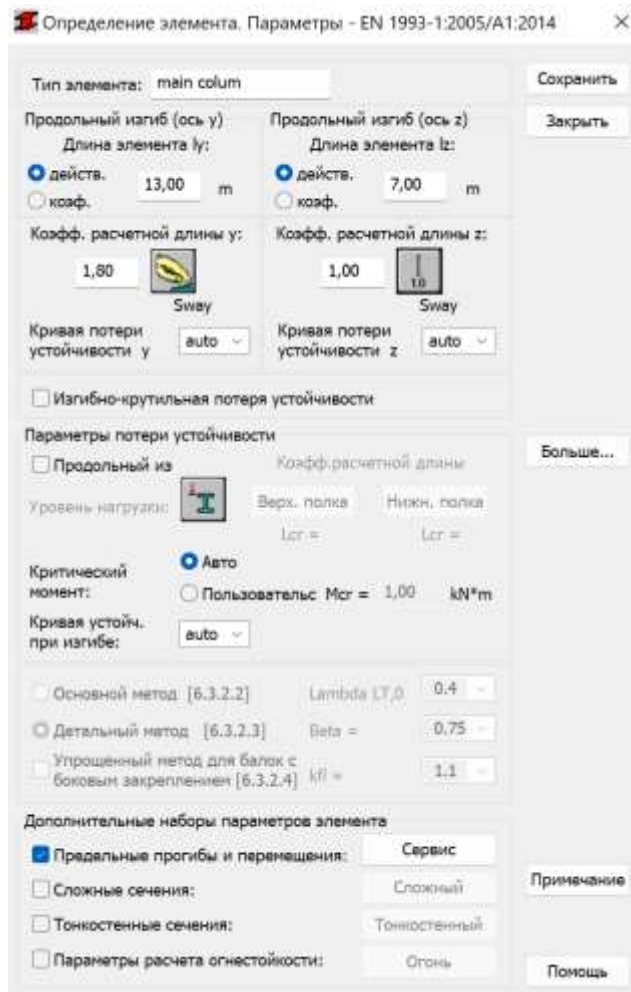 Определение элемента. Параметры - EN 1993-1:2005/A1:2014
Тип элемента: main colum
Сохранить
Продольный изгиб (ось y) Продольный изгиб (ось z)
Закрыть
Длина элемента ly: Длина элемента lz:
действ. 13,00 m действ. 7,00 m
коэф. коэф.
Коэфф. расчетной длины y: Коэфф. расчетной длины z:
1,80 1,00 1.0
Sway Sway
Кривая потери устойчивости y auto Кривая потери устойчивости z auto
Изгибно-крутильная потеря устойчивости
Параметры потери устойчивости
Больше...
Продольный из Коэфф.расчетной длины
Уровень нагрузки: Верх. полка Нижн. полка
Lcr = Lcr =
Критический момент: Авто
Пользовательс Mcr = 1,00 kN*m
Кривая устойч. при изгибе: auto
Основной метод [6.3.2.2] Lambda LT,0 0.4
Детальный метод [6.3.2.3] Beta = 0.75
Упрощенный метод для балок с боковым закреплением [6.3.2.4] kfl = 1.1
Дополнительные наборы параметров элемента
Предельные прогибы и перемещения: Сервис
Сложные сечения: Сложный
Примечание
Тонкостенные сечения: Тонкостенный
Параметры расчета огнестойкости: Огонь
Помощь